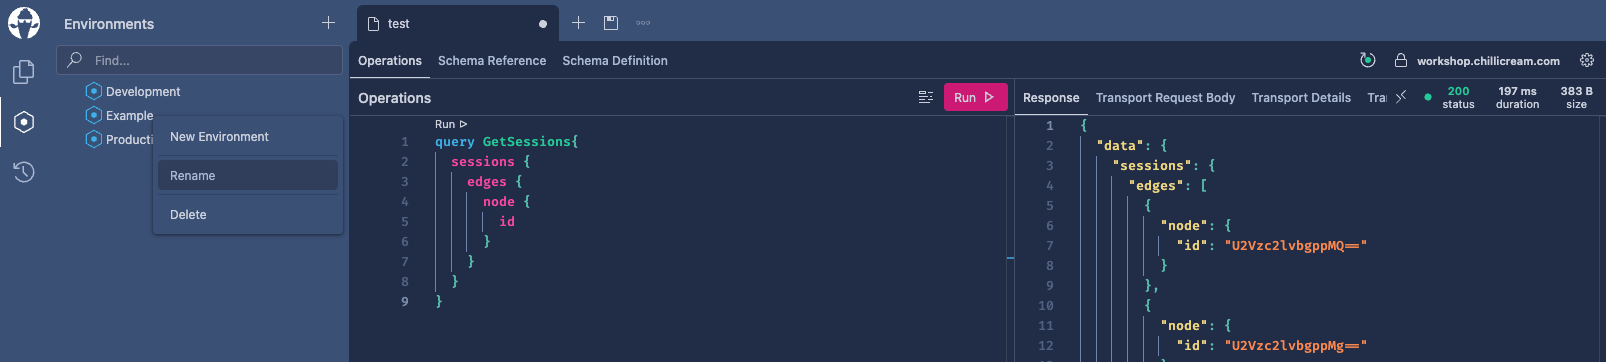 Environments
Find...
Development
Example
Producti
New Environment
Rename
Delete
test
Operations
Schema Reference
Schema Definition
workshop.chillicream.com
Operations
Run
Run
1 query GetSessions{
2 sessions {
3 edges {
4 node {
5 id
6 }
7 }
8 }
9 }
Response
Transport Request Body
Transport Details
Tra
200
status
197 ms
duration
383 B
size
1 {
2 "data": {
3 "sessions": {
4 "edges": [
5 {
6 "node": {
7 "id": "U2Vzc2lvbgppMQ=="
8 }
9 },
10 {
11 "node": {
12 "id": "U2Vzc2lvbgppMg=="